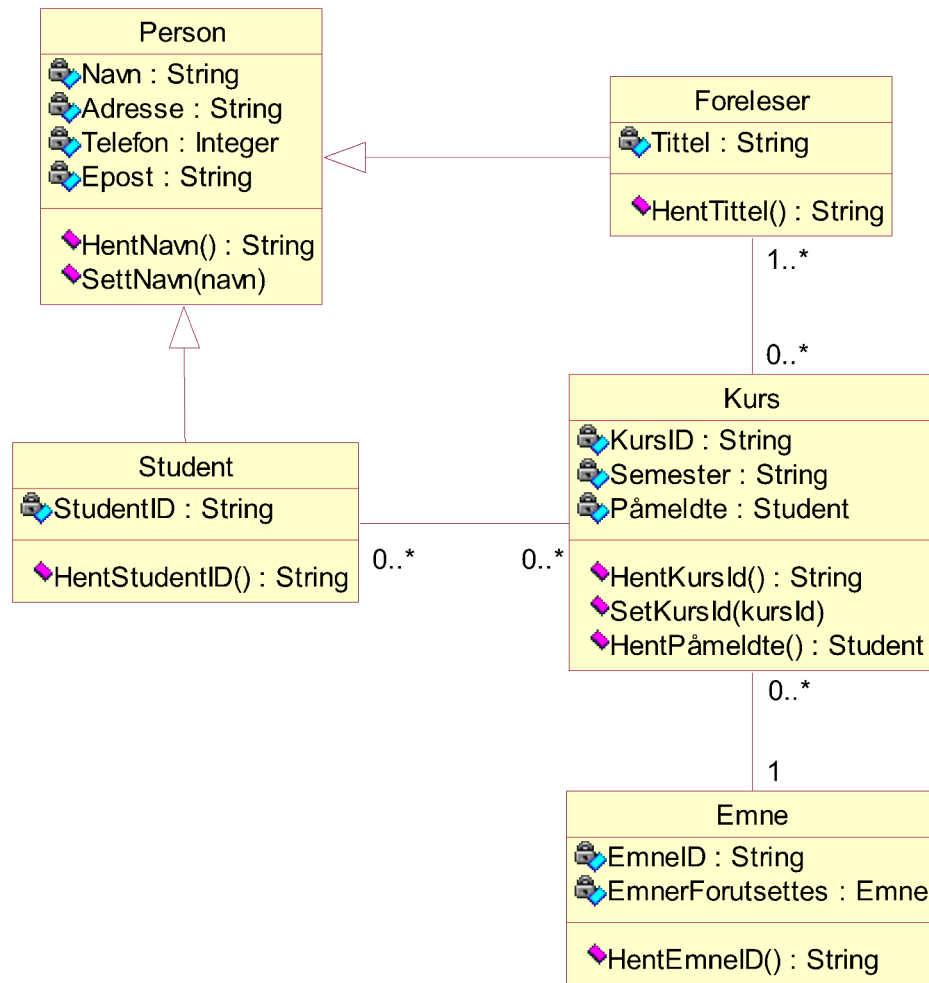 Person
Navn : String
Adresse : String
Telefon : Integer
Epost : String
HentNavn() : String
SettNavn(navn)
Foreleser
Tittel : String
HentTittel() : String
1..*
0..*
Student
StudentID : String
HentStudentID() : String
0..*
0..*
Kurs
KursID : String
Semester : String
Påmeldte : Student
HentKursId() : String
SetKursId(kursId)
HentPåmeldte() : Student
0..*
1
Emne
EmneID : String
EmnerForutsettes : Emne
HentEmneID() : String